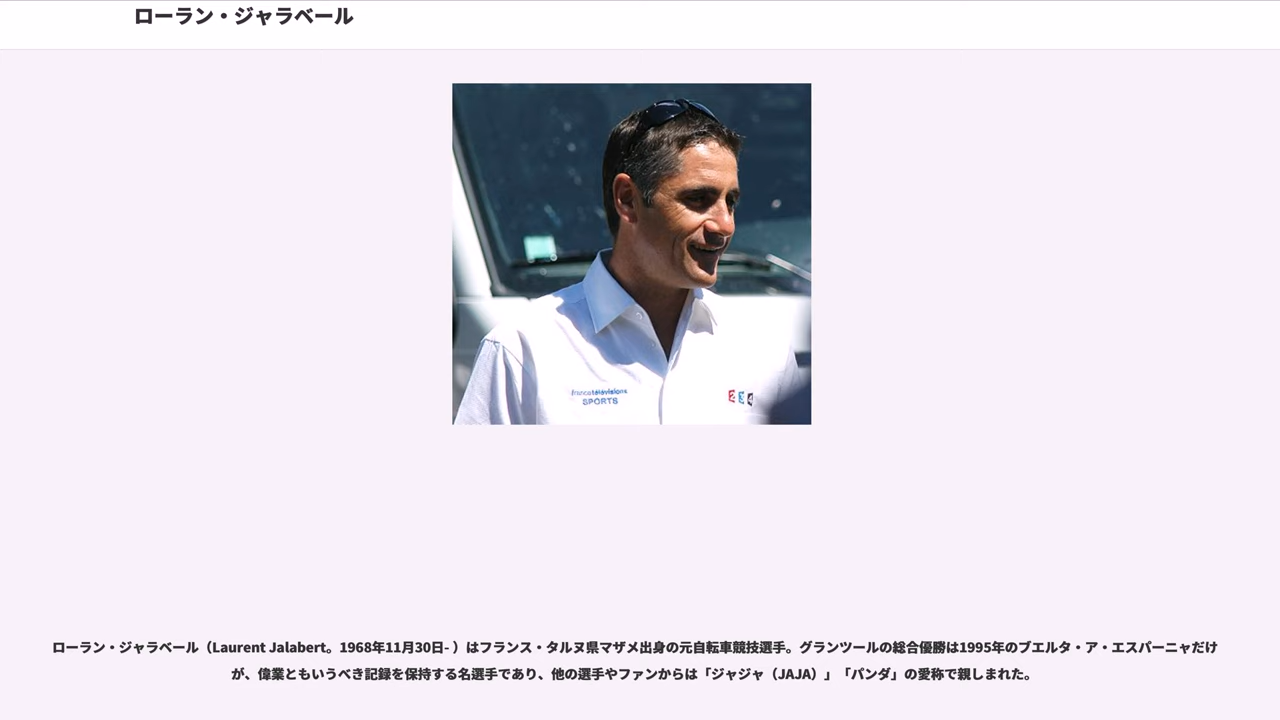 ローラン・ジャラベール
francetélévisions
SPORTS
2 3 4
ローラン・ジャラベール（Laurent Jalabert。1968年11月30日- ）はフランス・タルヌ県マザメ出身の元自転車競技選手。グランツールの総合優勝は1995年のブエルタ・ア・エスパーニャだけ
が、偉業ともいうべき記録を保持する名選手であり、他の選手やファンからは「ジャジャ（JAJA）」「パンダ」の愛称で親しまれた。